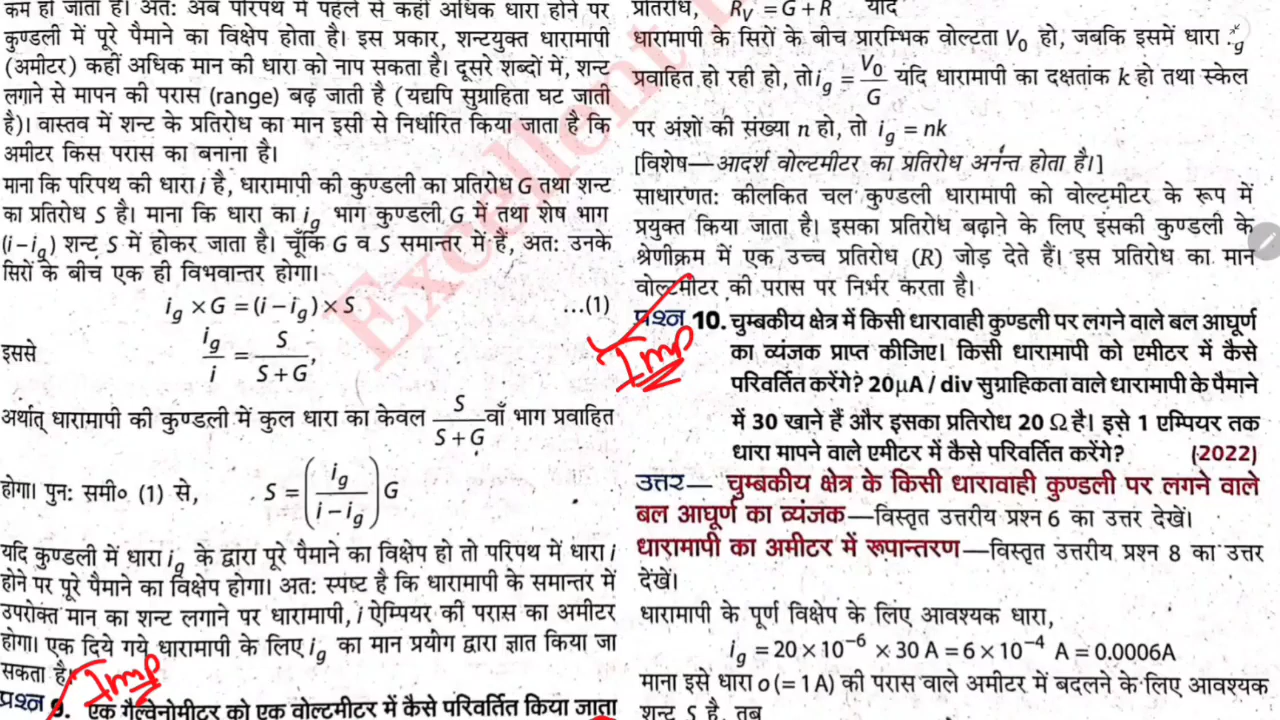 कम हो जाता है। अतः अब परिपथ में पहले से कहीं अधिक धारा होने पर
कुण्डली में पूरे पैमाने का विक्षेप होता है। इस प्रकार, शन्टयुक्त धारामापी
(अमीटर) कहीं अधिक मान की धारा को नाप सकता है। दूसरे शब्दों में, शन्ट
लगाने से मापन की परास (range) बढ़ जाती है (यद्यपि सुग्राहिता घट जाती
है)। वास्तव में शन्ट के प्रतिरोध का मान इसी से निर्धारित किया जाता है कि
अमीटर किस परास का बनाना है।
माना कि परिपथ की धारा i है, धारामापी की कुण्डली का प्रतिरोध G तथा शन्ट
का प्रतिरोध S है। माना कि धारा का i_g भाग कुण्डली G में तथा शेष भाग
(i – i_g) शन्ट S में होकर जाता है। चूँकि G व S समान्तर में हैं, अतः उनके
सिरों के बीच एक ही विभवान्तर होगा।
i_g × G = (i – i_g) × S ...(1)
इससे i_g/i = S/(S + G),
अर्थात् धारामापी की कुण्डली में कुल धारा का केवल S/(S + G) वाँ भाग प्रवाहित
होगा। पुनः समी० (1) से, S = (i_g/(i – i_g)) G
यदि कुण्डली में धारा i_g के द्वारा पूरे पैमाने का विक्षेप हो तो परिपथ में धारा i
होने पर पूरे पैमाने का विक्षेप होगा। अतः स्पष्ट है कि धारामापी के समान्तर में
उपरोक्त मान का शन्ट लगाने पर धारामापी, i ऐम्पियर की परास का अमीटर
होगा। एक दिये गये धारामापी के लिए i_g का मान प्रयोग द्वारा ज्ञात किया जा
सकता है।
Imp
प्रश्न 9. एक गैल्वेनोमीटर को एक वोल्टमीटर में कैसे परिवर्तित किया जाता
प्रतिरोध, R_V = G + R यदि
धारामापी के सिरों के बीच प्रारम्भिक वोल्टता V_0 हो, जबकि इसमें धारा i_g
प्रवाहित हो रही हो, तो i_g = V_0/G यदि धारामापी का दक्षतांक k हो तथा स्केल
पर अंशों की संख्या n हो, तो i_g = nk
[विशेष—आदर्श वोल्टमीटर का प्रतिरोध अनन्त होता है।]
साधारणतः कीलकित चल कुण्डली धारामापी को वोल्टमीटर के रूप में
प्रयुक्त किया जाता है। इसका प्रतिरोध बढ़ाने के लिए इसकी कुण्डली के
श्रेणीक्रम में एक उच्च प्रतिरोध (R) जोड़ देते हैं। इस प्रतिरोध का मान
वोल्टमीटर की परास पर निर्भर करता है।
Imp
प्रश्न 10. चुम्बकीय क्षेत्र में किसी धारावाही कुण्डली पर लगने वाले बल आघूर्ण
का व्यंजक प्राप्त कीजिए। किसी धारामापी को एमीटर में कैसे
परिवर्तित करेंगे? 20μA / div सुग्राहिकता वाले धारामापी के पैमाने
में 30 खाने हैं और इसका प्रतिरोध 20 Ω है। इसे 1 एम्पियर तक
धारा मापने वाले एमीटर में कैसे परिवर्तित करेंगे? (2022)
उत्तर— चुम्बकीय क्षेत्र के किसी धारावाही कुण्डली पर लगने वाले
बल आघूर्ण का व्यंजक—विस्तृत उत्तरीय प्रश्न 6 का उत्तर देखें।
धारामापी का अमीटर में रूपान्तरण—विस्तृत उत्तरीय प्रश्न 8 का उत्तर
देखें।
धारामापी के पूर्ण विक्षेप के लिए आवश्यक धारा,
i_g = 20 × 10⁻⁶ × 30 A = 6 × 10⁻⁴ A = 0.0006A
माना इसे धारा o (= 1A) की परास वाले अमीटर में बदलने के लिए आवश्यक
शन्ट S है, तब
Excellent